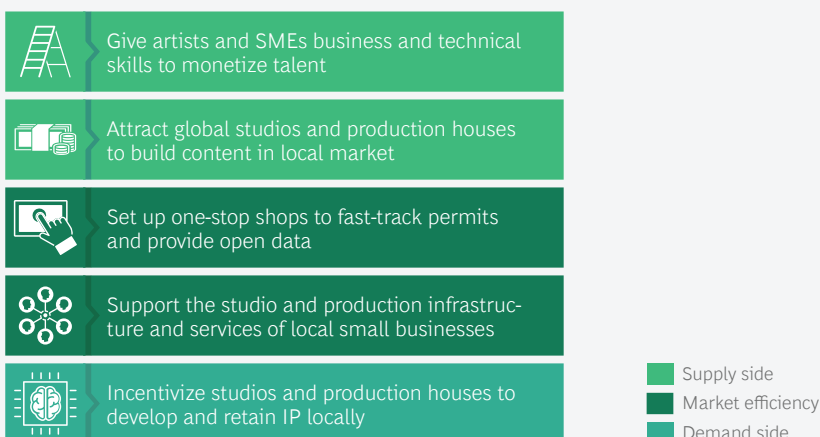 Give artists and SMEs business and technical
skills to monetize talent
Attract global studios and production houses
to build content in local market
Set up one-stop shops to fast-track permits
and provide open data
Support the studio and production infrastruc-
ture and services of local small businesses
Incentivize studios and production houses to
develop and retain IP locally
Supply side
Market efficiency
Demand side